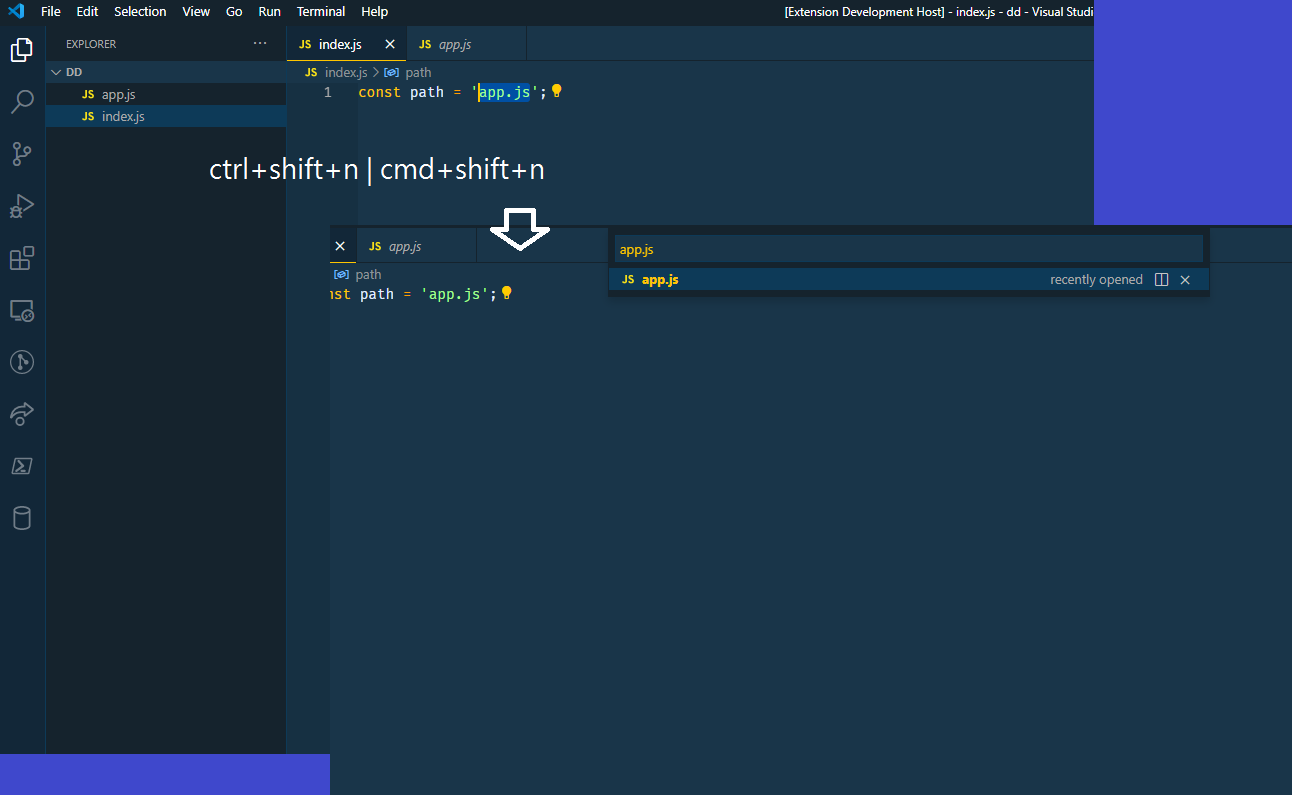 File Edit Selection View Go Run Terminal Help [Extension Development Host] - index.js - dd - Visual Studi
EXPLORER ...
JS index.js × JS app.js
DD
JS app.js
JS index.js
JS index.js > path
1 const path = 'app.js';
ctrl+shift+n | cmd+shift+n
× JS app.js
path
nst path = 'app.js';
app.js
JS app.js recently opened ×